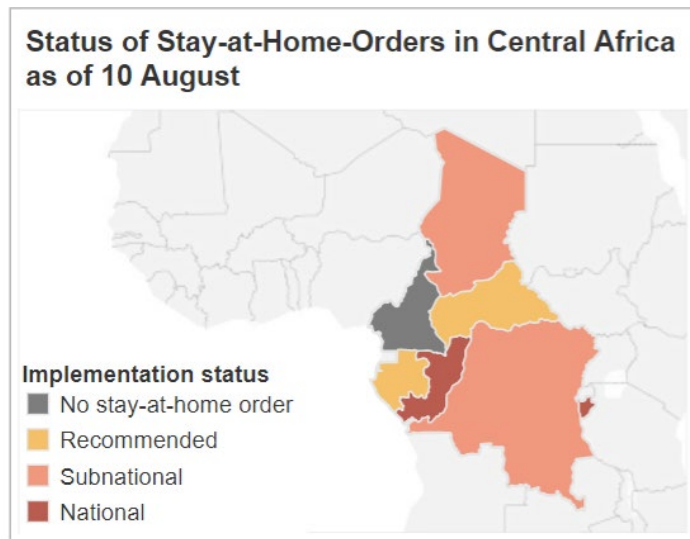 Status of Stay-at-Home-Orders in Central Africa
as of 10 August
Implementation status
No stay-at-home order
Recommended
Subnational
National